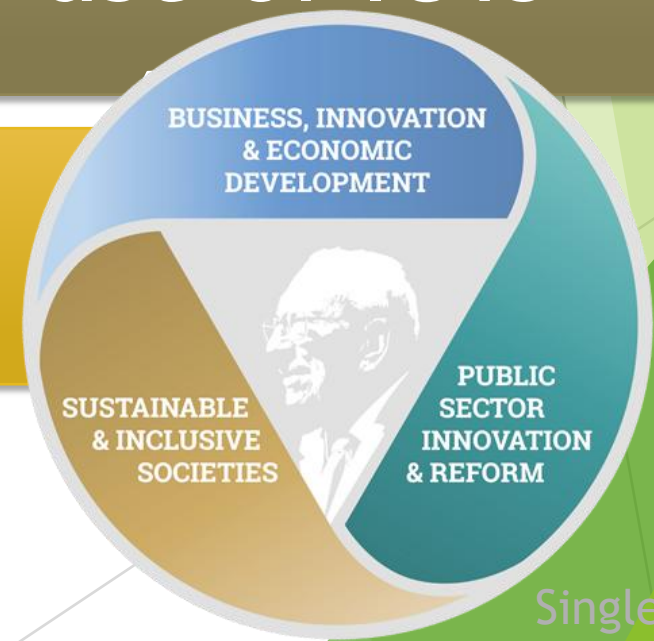 BUSINESS, INNOVATION
& ECONOMIC
DEVELOPMENT
PUBLIC
SECTOR
INNOVATION
& REFORM
SUSTAINABLE
& INCLUSIVE
SOCIETIES
Single